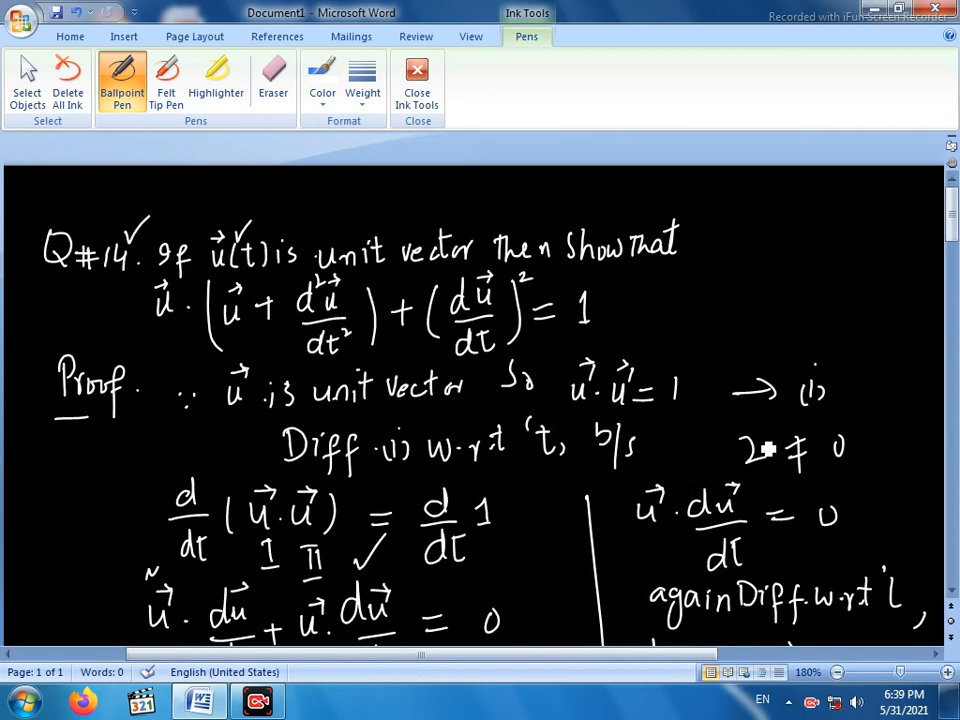 Document1 - Microsoft Word
Ink Tools
Recorded with iFun Screen Recorder
Home Insert Page Layout References Mailings Review View Pens
Select Objects
Delete All Ink
Ballpoint Pen
Felt Tip Pen
Highlighter
Eraser
Color
Weight
Close Ink Tools
Select Pens Format Close
Q#14. If u⃗(t) is unit vector then Show That
u⃗ · (u⃗ + d²u⃗/dt²) + (du⃗/dt)² = 1
Proof. ∵ u⃗ is unit vector So u⃗ · u⃗ = 1 → (i)
Diff. (i) w.r.t 't, b/s
2 ≠ 0
d/dt (u⃗ · u⃗) = d/dt 1
I II ✓
u⃗ · du⃗/dt = 0
again Diff. w.r.t
u⃗ · du⃗ + u⃗ · du⃗ = 0
Page: 1 of 1 Words: 0 English (United States) 180%
321
EN
6:39 PM
5/31/2021